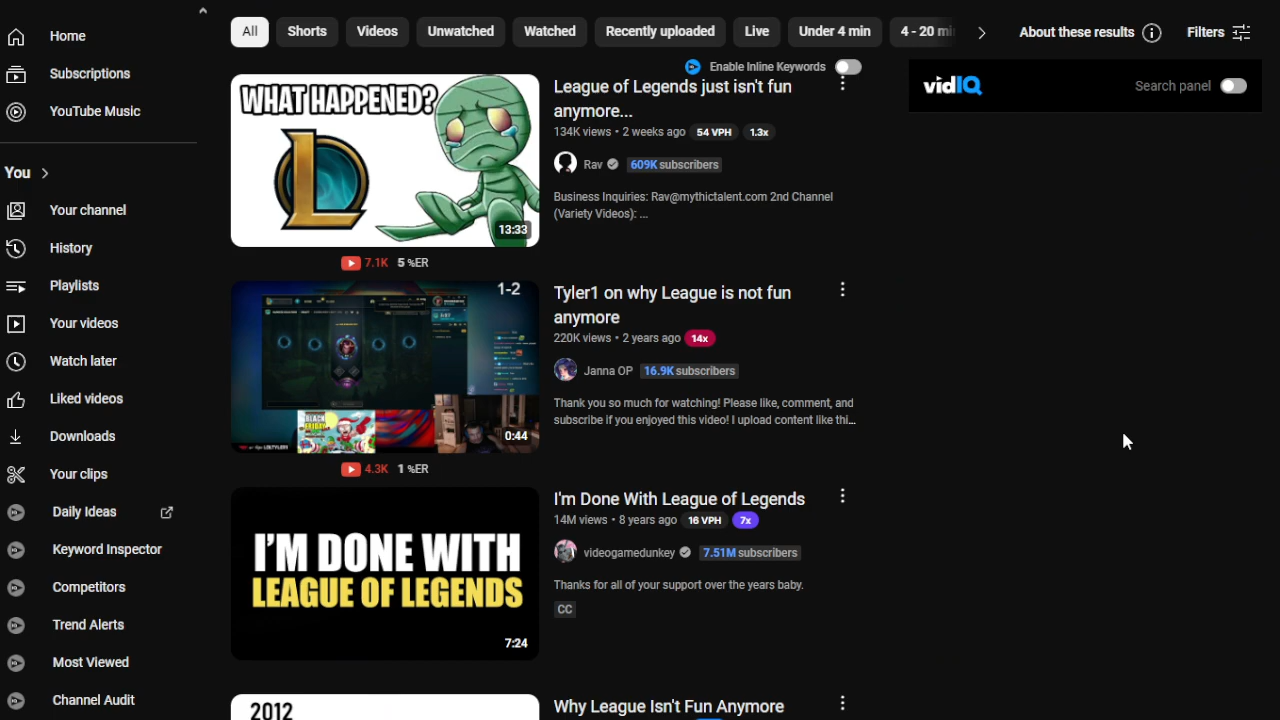 Home
Subscriptions
YouTube Music
You
Your channel
History
Playlists
Your videos
Watch later
Liked videos
Downloads
Your clips
Daily Ideas
Keyword Inspector
Competitors
Trend Alerts
Most Viewed
Channel Audit
All
Shorts
Videos
Unwatched
Watched
Recently uploaded
Live
Under 4 min
4 - 20 mi
About these results
Filters
Enable Inline Keywords
WHAT HAPPENED?
13:33
7.1K 5 %ER
League of Legends just isn't fun
anymore...
134K views • 2 weeks ago 54 VPH 1.3x
Rav 609K subscribers
Business Inquiries: Rav@mythictalent.com 2nd Channel
(Variety Videos): ...
1-2
0:44
4.3K 1 %ER
Tyler1 on why League is not fun
anymore
220K views • 2 years ago 14x
Janna OP 16.9K subscribers
Thank you so much for watching! Please like, comment, and
subscribe if you enjoyed this video! I upload content like thi...
I'M DONE WITH
LEAGUE OF LEGENDS
7:24
I'm Done With League of Legends
14M views • 8 years ago 16 VPH 7x
videogamedunkey 7.51M subscribers
Thanks for all of your support over the years baby.
CC
2012
Why League Isn't Fun Anymore
vidIQ
Search panel